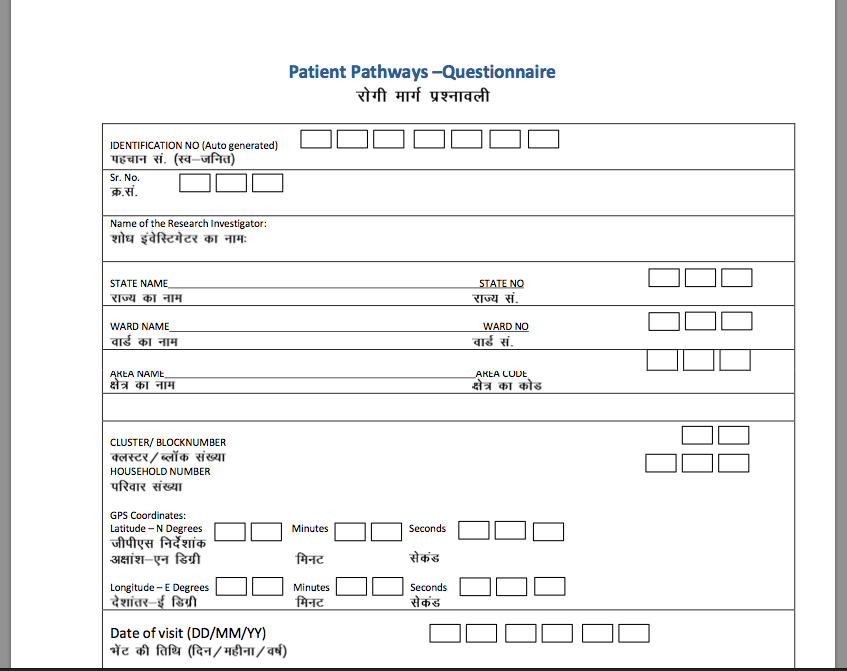 Patient Pathways –Questionnaire
रोगी मार्ग प्रश्नावली
IDENTIFICATION NO (Auto generated)
पहचान सं. (स्व–जनित)
Sr. No.
क्र.सं.
Name of the Research Investigator:
शोध इंवेस्टिगेटर का नामः
STATE NAME STATE NO
राज्य का नाम राज्य सं.
WARD NAME WARD NO
वार्ड का नाम वार्ड सं.
AREA NAME AREA CODE
क्षेत्र का नाम क्षेत्र का कोड
CLUSTER/ BLOCKNUMBER
क्लस्टर/ब्लॉक संख्या
HOUSEHOLD NUMBER
परिवार संख्या
GPS Coordinates:
Latitude – N Degrees Minutes Seconds
जीपीएस निर्देशांक
अक्षांश–एन डिग्री मिनट सेकंड
Longitude – E Degrees Minutes Seconds
देशांतर–ई डिग्री मिनट सेकंड
Date of visit (DD/MM/YY)
भेंट की तिथि (दिन/महीना/वर्ष)